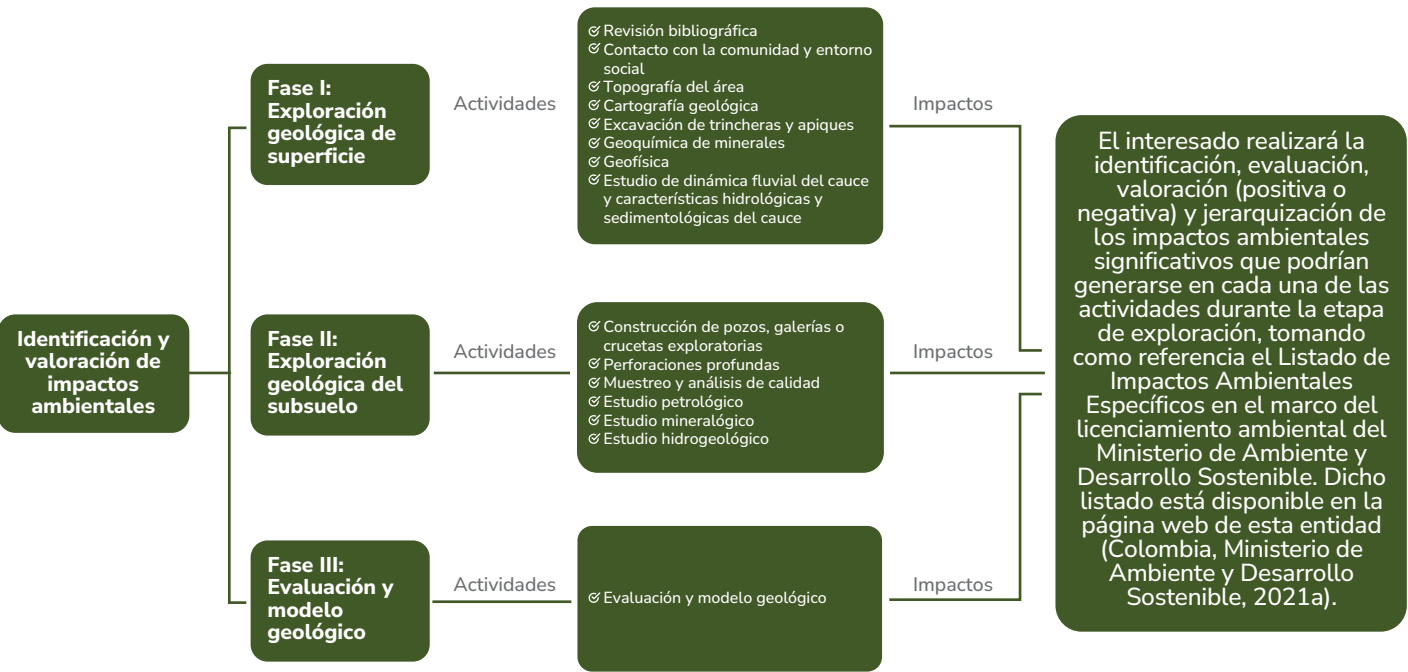 Identificación y
valoración de
impactos
ambientales
Fase I:
Exploración
geológica de
superficie
Actividades
Revisión bibliográfica
Contacto con la comunidad y entorno
social
Topografía del área
Cartografía geológica
Excavación de trincheras y apiques
Geoquímica de minerales
Geofísica
Estudio de dinámica fluvial del cauce
y características hidrológicas y
sedimentológicas del cauce
Impactos
Fase II:
Exploración
geológica del
subsuelo
Actividades
Construcción de pozos, galerías o
crucetas exploratorias
Perforaciones profundas
Muestreo y análisis de calidad
Estudio petrológico
Estudio mineralógico
Estudio hidrogeológico
Impactos
Fase III:
Evaluación y
modelo
geológico
Actividades
Evaluación y modelo geológico
Impactos
El interesado realizará la
identificación, evaluación,
valoración (positiva o
negativa) y jerarquización de
los impactos ambientales
significativos que podrían
generarse en cada una de las
actividades durante la etapa
de exploración, tomando
como referencia el Listado de
Impactos Ambientales
Específicos en el marco del
licenciamiento ambiental del
Ministerio de Ambiente y
Desarrollo Sostenible. Dicho
listado está disponible en la
página web de esta entidad
(Colombia, Ministerio de
Ambiente y Desarrollo
Sostenible, 2021a).